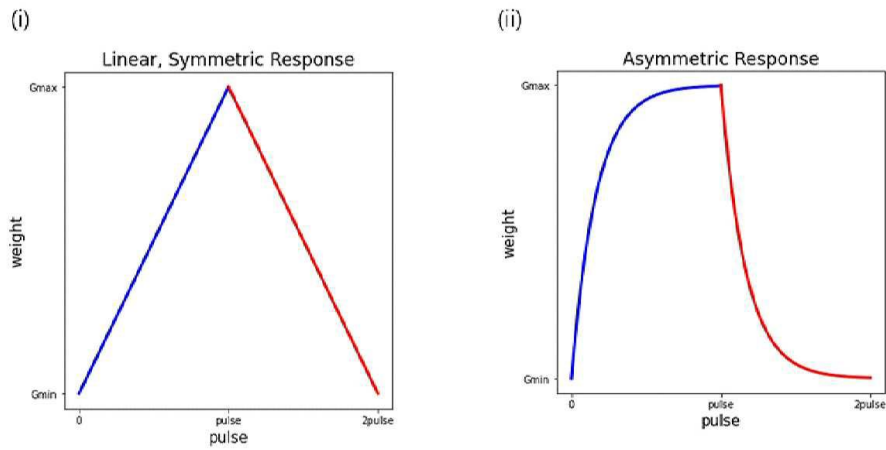 (i)
Linear, Symmetric Response
Gmax
weight
Gmin
0
pulse
2pulse
pulse
(ii)
Asymmetric Response
Gmax
weight
Gmin
0
pulse
2pulse
pulse